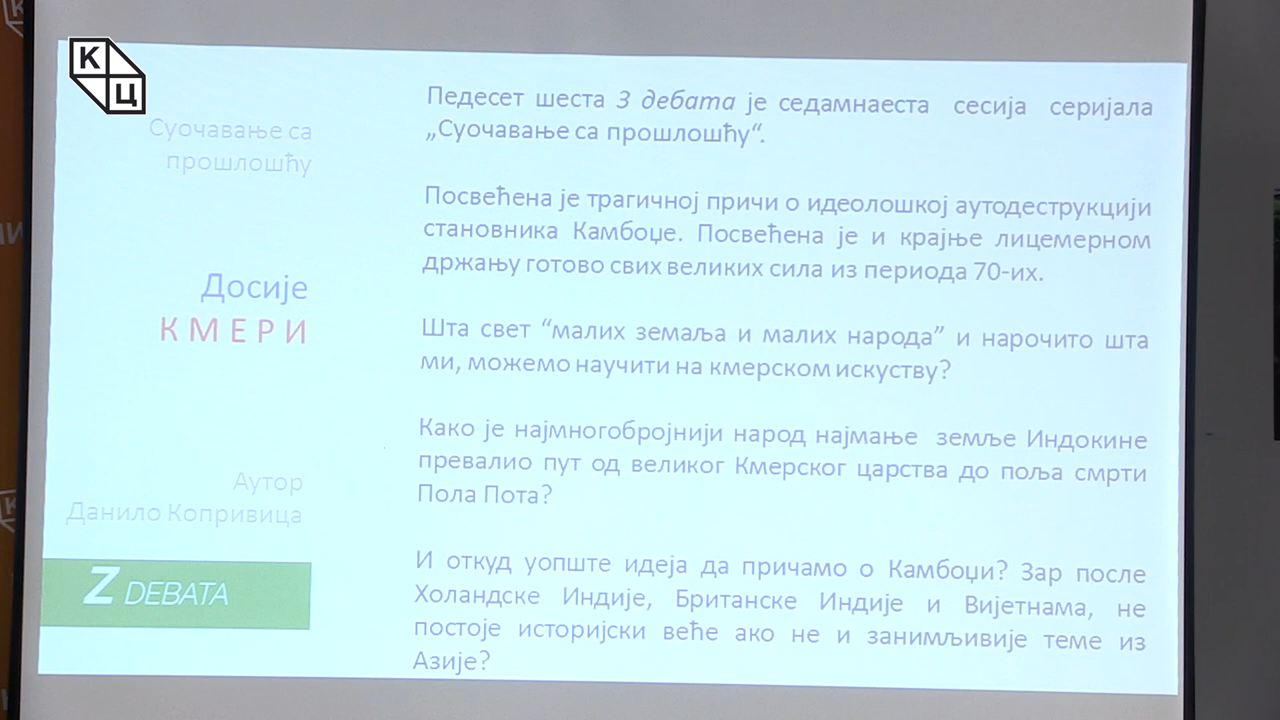 К
Ц
Суочавање са
прошлошћу
Досије
К М Е Р И
Аутор
Данило Копривица
Z DEBATA
Педесет шеста З дебата је седамнаеста сесија серијала
„Суочавање са прошлошћу“.
Посвећена је трагичној причи о идеолошкој аутодеструкцији
становника Камбоџе. Посвећена је и крајње лицемерном
држању готово свих великих сила из периода 70-их.
Шта свет “малих земаља и малих народа” и нарочито шта
ми, можемо научити на кмерском искуству?
Како је најмногобројнији народ најмање земље Индокине
превалио пут од великог Кмерског царства до поља смрти
Пола Пота?
И откуд уопште идеја да причамо о Камбоџи? Зар после
Холандске Индије, Британске Индије и Вијетнама, не
постоје историјски веће ако не и занимљивије теме из
Азије?